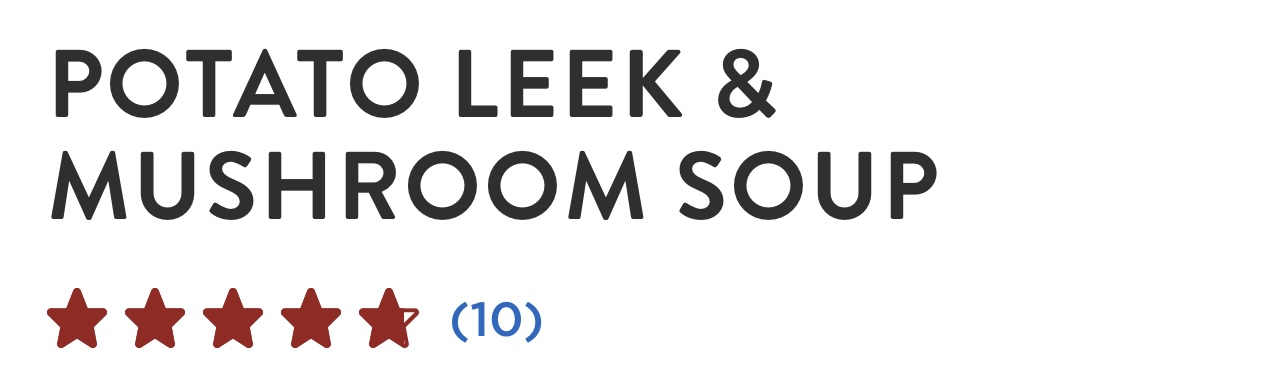 POTATO LEEK &
MUSHROOM SOUP
(10)